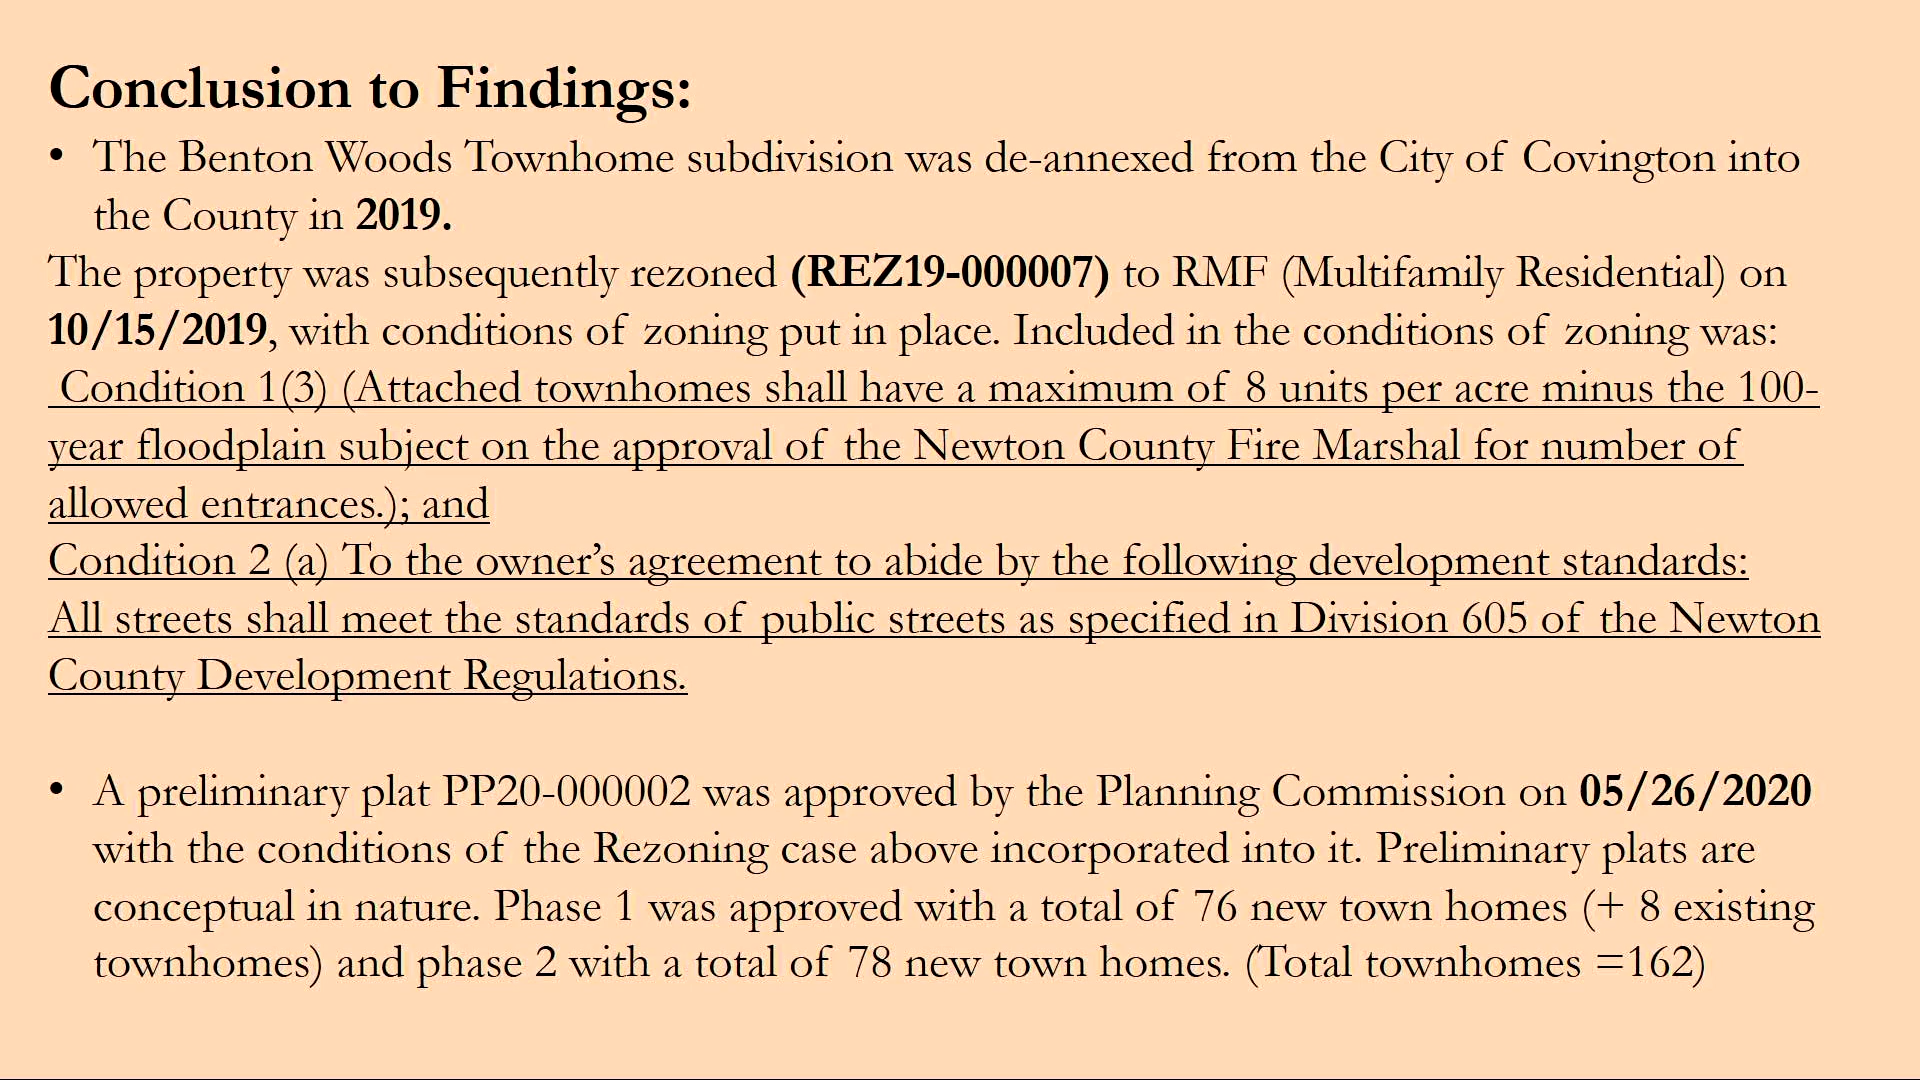 Conclusion to Findings:
• The Benton Woods Townhome subdivision was de-annexed from the City of Covington into
the County in 2019.
The property was subsequently rezoned (REZ19-000007) to RMF (Multifamily Residential) on
10/15/2019, with conditions of zoning put in place. Included in the conditions of zoning was:
Condition 1(3) (Attached townhomes shall have a maximum of 8 units per acre minus the 100-
year floodplain subject on the approval of the Newton County Fire Marshal for number of
allowed entrances.); and
Condition 2 (a) To the owner’s agreement to abide by the following development standards:
All streets shall meet the standards of public streets as specified in Division 605 of the Newton
County Development Regulations.
• A preliminary plat PP20-000002 was approved by the Planning Commission on 05/26/2020
with the conditions of the Rezoning case above incorporated into it. Preliminary plats are
conceptual in nature. Phase 1 was approved with a total of 76 new town homes (+ 8 existing
townhomes) and phase 2 with a total of 78 new town homes. (Total townhomes =162)